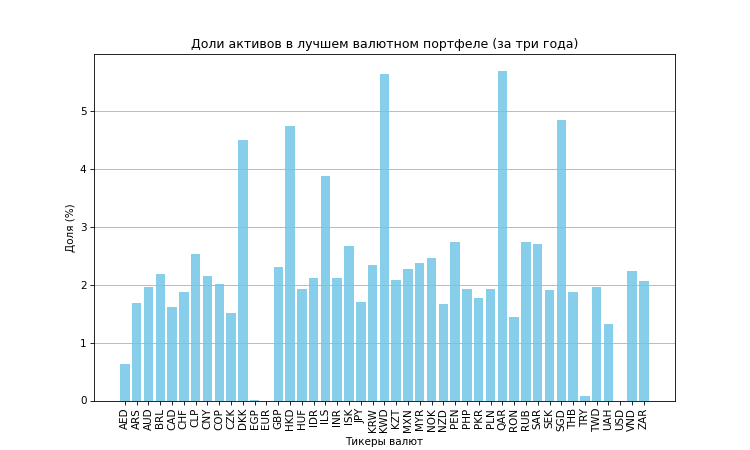 Доли активов в лучшем валютном портфеле (за три года)
Доля (%)
5
4
3
2
1
0
AED ARS AUD BRL CAD CHF CLP CNY COP CZK DKK EGP EUR GBP HKD HUF IDR ILS INR ISK JPY KRW KWD KZT MXN MYR NOK NZD PEN PHP PKR PLN QAR RON RUB SAR SEK SGD THB TRY TWD UAH USD VND ZAR
Тикеры валют